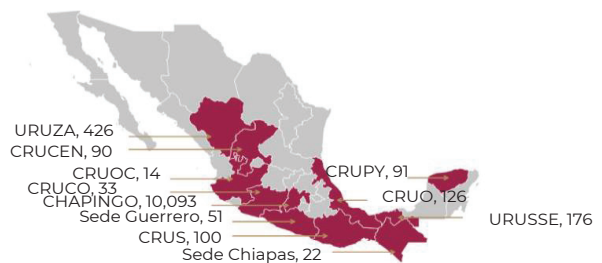 URUZA, 426
CRUCEN, 90
CRUOC, 14
CRUCO, 33
CHAPINGO, 10,093
Sede Guerrero, 51
CRUS, 100
Sede Chiapas, 22
CRUPY, 91
CRUO, 126
URUSSE, 176